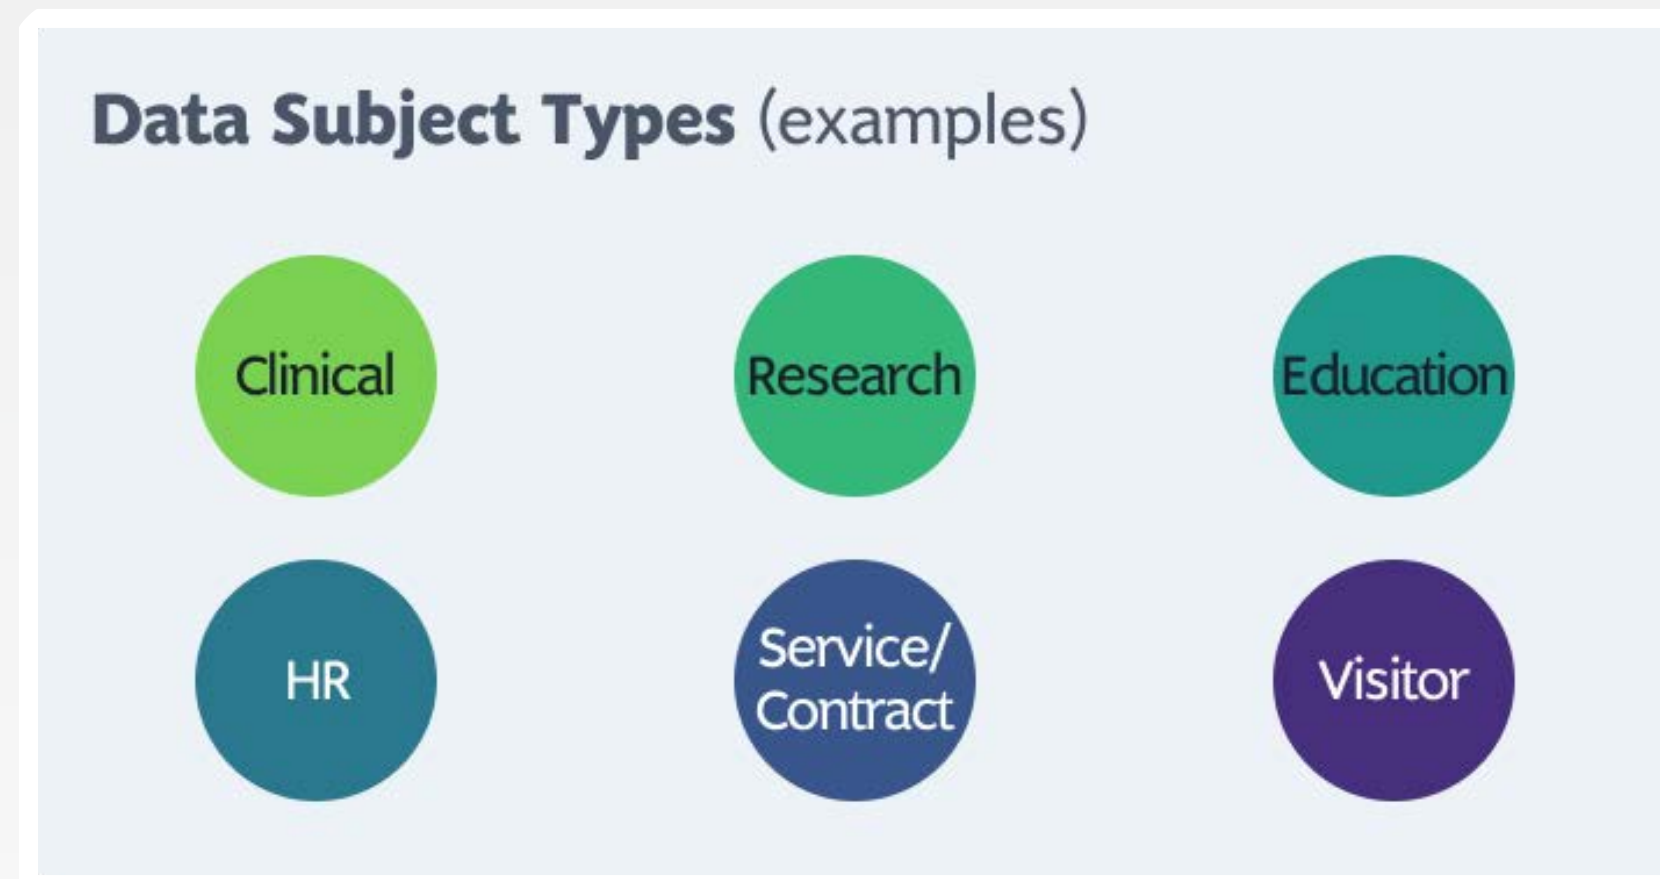 Data Subject Types (examples)
Clinical
Research
Education
HR
Service/
Contract
Visitor